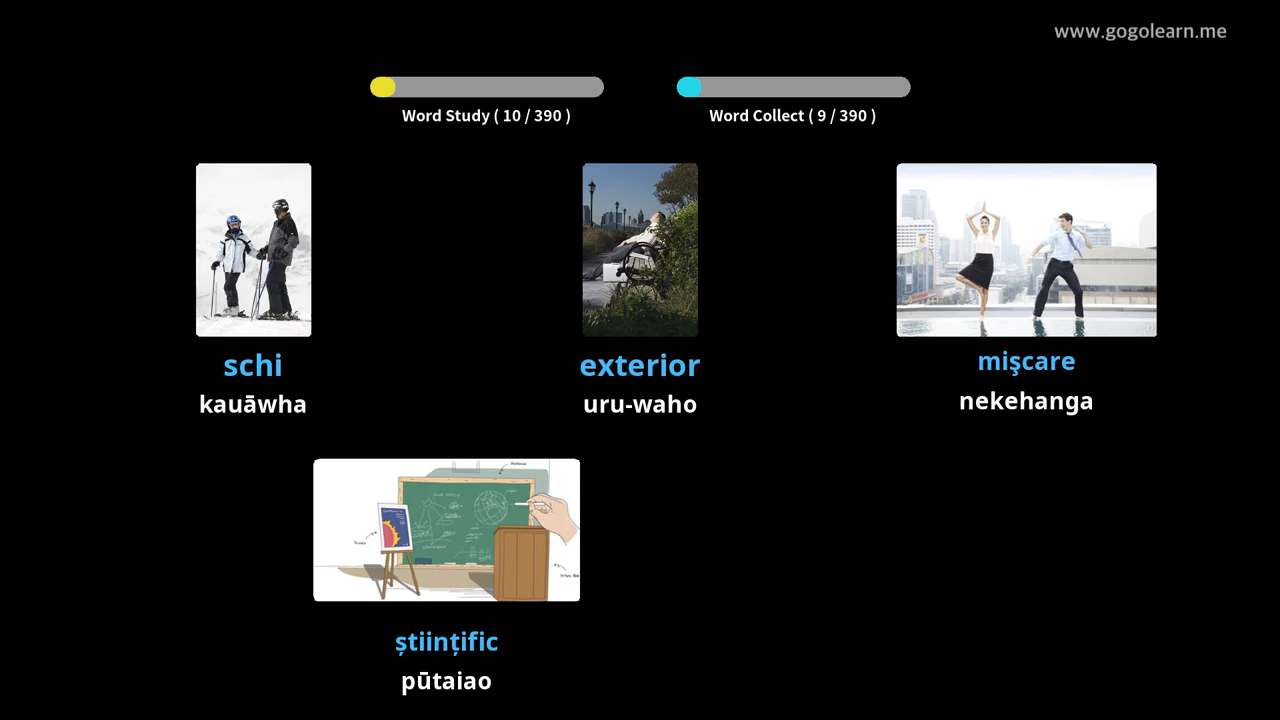 www.gogolearn.me
Word Study ( 10 / 390 )
Word Collect ( 9 / 390 )
schi
exterior
mişcare
kauāwha
uru-waho
nekehanga
științific
pūtaiao